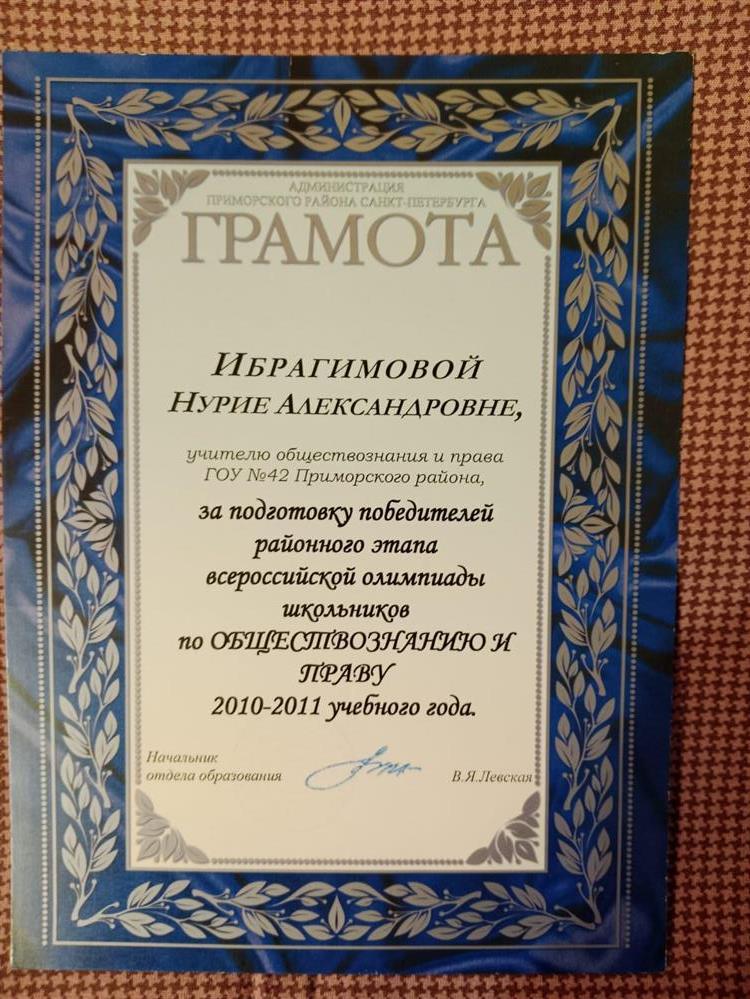 АДМИНИСТРАЦИЯ
ПРИМОРСКОГО РАЙОНА САНКТ-ПЕТЕРБУРГА
ГРАМОТА
ИБРАГИМОВОЙ
НУРИЕ АЛЕКСАНДРОВНЕ,
учителю обществознания и права
ГОУ №42 Приморского района,
за подготовку победителей
районного этапа
всероссийской олимпиады
школьников
по ОБЩЕСТВОЗНАНИЮ И
ПРАВУ
2010-2011 учебного года.
Начальник
отдела образования В.Я.Левская